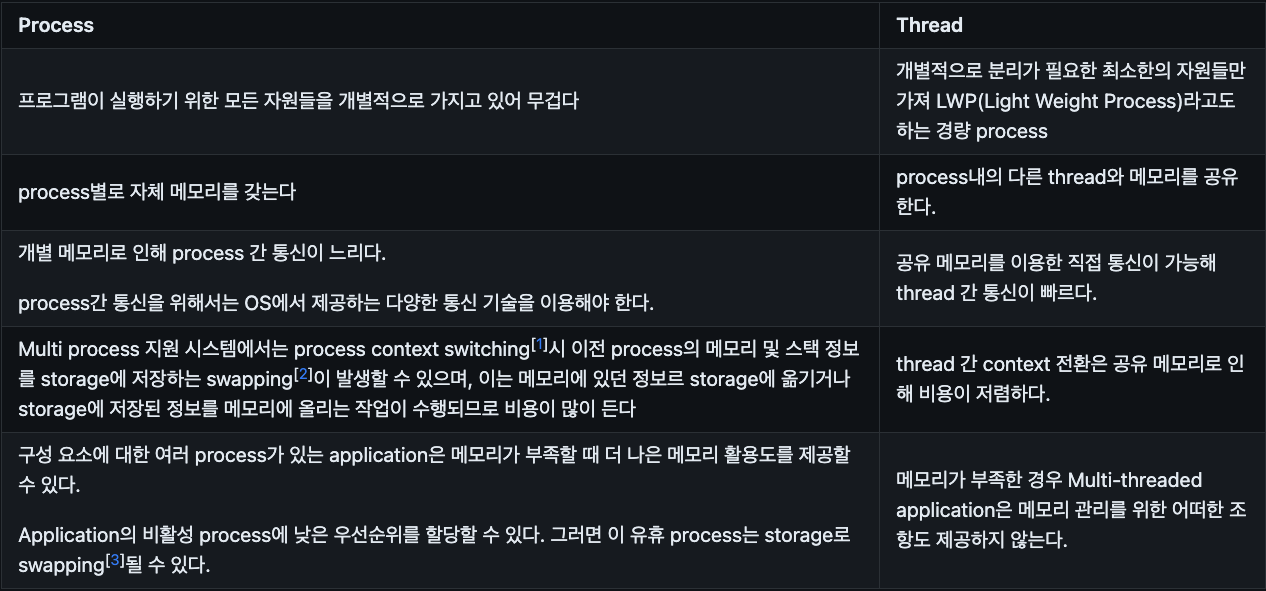 Process
Thread
프로그램이 실행하기 위한 모든 자원들을 개별적으로 가지고 있어 무겁다
개별적으로 분리가 필요한 최소한의 자원들만
가져 LWP(Light Weight Process)라고도
하는 경량 process
process별로 자체 메모리를 갖는다
process내의 다른 thread와 메모리를 공유
한다.
개별 메모리로 인해 process 간 통신이 느리다.
process간 통신을 위해서는 OS에서 제공하는 다양한 통신 기술을 이용해야 한다.
공유 메모리를 이용한 직접 통신이 가능해
thread 간 통신이 빠르다.
Multi process 지원 시스템에서는 process context switching[1]시 이전 process의 메모리 및 스택 정보
를 storage에 저장하는 swapping[2]이 발생할 수 있으며, 이는 메모리에 있던 정보르 storage에 옮기거나
storage에 저장된 정보를 메모리에 올리는 작업이 수행되므로 비용이 많이 든다
thread 간 context 전환은 공유 메모리로 인
해 비용이 저렴하다.
구성 요소에 대한 여러 process가 있는 application은 메모리가 부족할 때 더 나은 메모리 활용도를 제공할
수 있다.
Application의 비활성 process에 낮은 우선순위를 할당할 수 있다. 그러면 이 유휴 process는 storage로
swapping[3]될 수 있다.
메모리가 부족한 경우 Multi-threaded
application은 메모리 관리를 위한 어떠한 조
항도 제공하지 않는다.